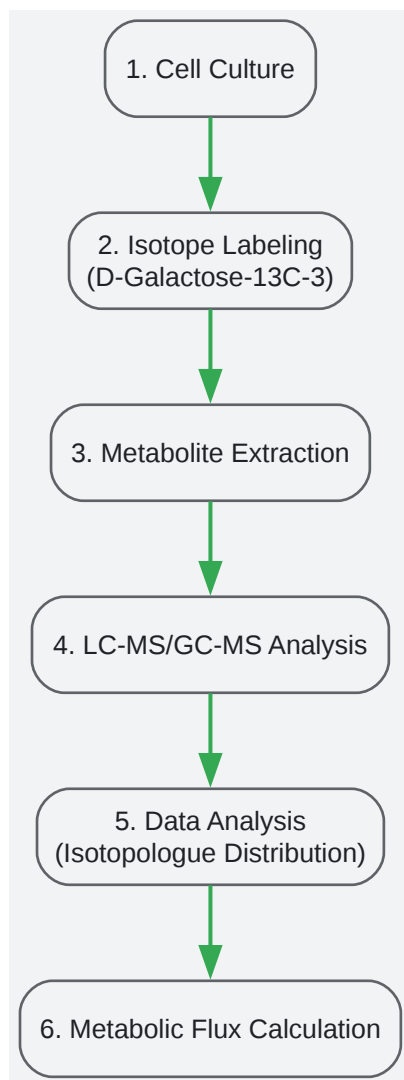 1. Cell Culture
2. Isotope Labeling
(D-Galactose-13C-3)
3. Metabolite Extraction
4. LC-MS/GC-MS Analysis
5. Data Analysis
(Isotopologue Distribution)
6. Metabolic Flux Calculation